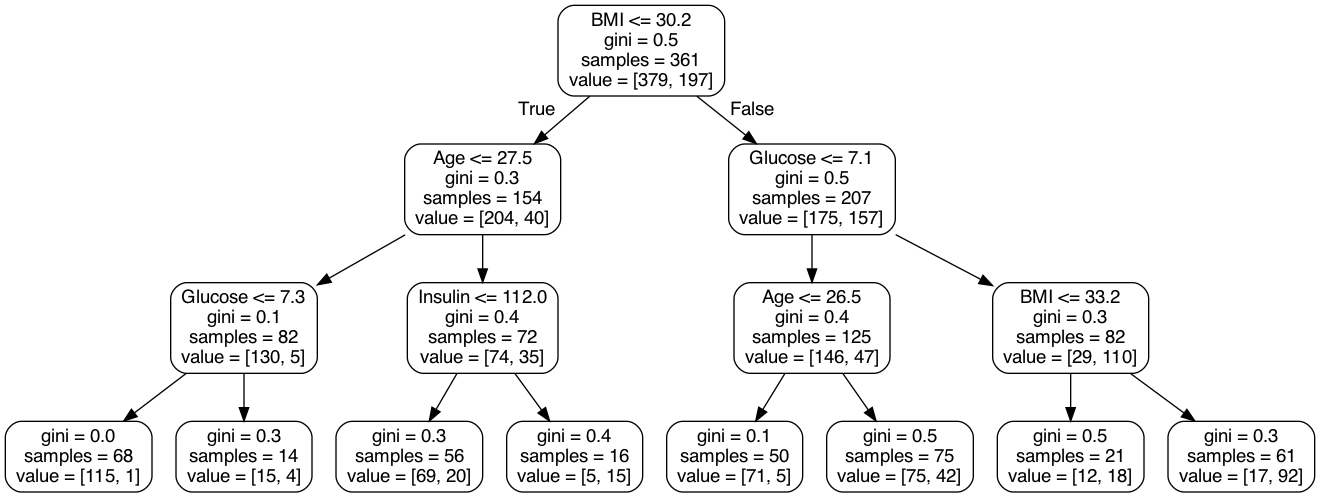 BMI <= 30.2
gini = 0.5
samples = 361
value = [379, 197]
True
False
Age <= 27.5
gini = 0.3
samples = 154
value = [204, 40]
Glucose <= 7.1
gini = 0.5
samples = 207
value = [175, 157]
Glucose <= 7.3
gini = 0.1
samples = 82
value = [130, 5]
Insulin <= 112.0
gini = 0.4
samples = 72
value = [74, 35]
Age <= 26.5
gini = 0.4
samples = 125
value = [146, 47]
BMI <= 33.2
gini = 0.3
samples = 82
value = [29, 110]
gini = 0.0
samples = 68
value = [115, 1]
gini = 0.3
samples = 14
value = [15, 4]
gini = 0.3
samples = 56
value = [69, 20]
gini = 0.4
samples = 16
value = [5, 15]
gini = 0.1
samples = 50
value = [71, 5]
gini = 0.5
samples = 75
value = [75, 42]
gini = 0.5
samples = 21
value = [12, 18]
gini = 0.3
samples = 61
value = [17, 92]